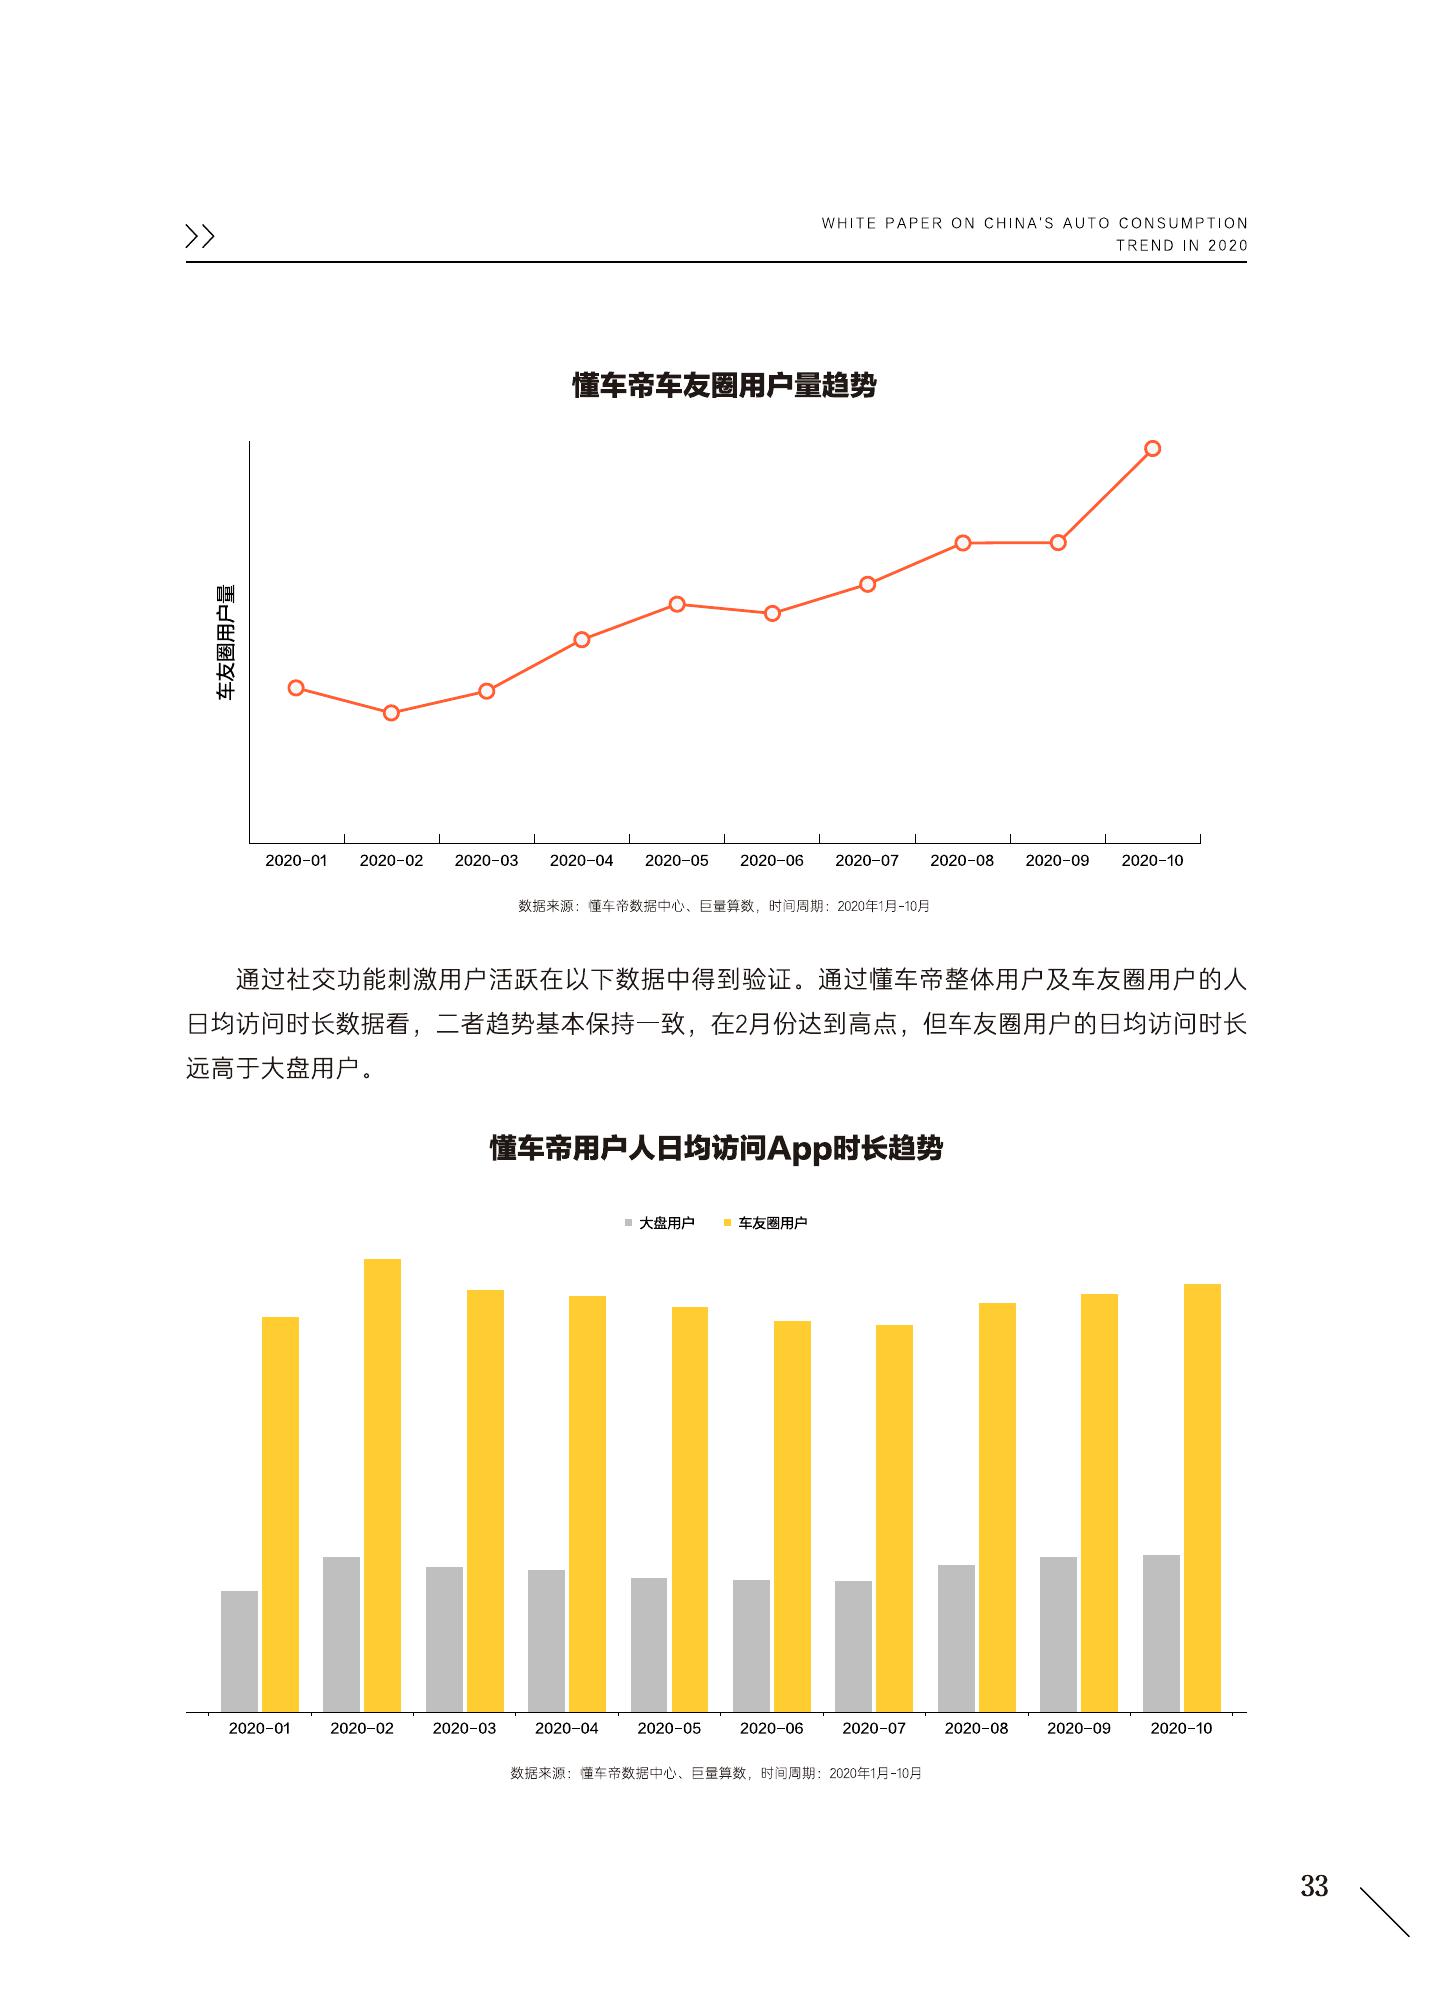 WHITE PAPER ON CHINA'S AUTO CONSUMPTION
TREND IN 2020
懂车帝车友圈用户量趋势
车友圈用户量
2020-01 2020-02 2020-03 2020-04 2020-05 2020-06 2020-07 2020-08 2020-09 2020-10
数据来源：懂车帝数据中心、巨量算数，时间周期：2020年1月-10月
通过社交功能刺激用户活跃在以下数据中得到验证。通过懂车帝整体用户及车友圈用户的人
日均访问时长数据看，二者趋势基本保持一致，在2月份达到高点，但车友圈用户的日均访问时长
远高于大盘用户。
懂车帝用户人日均访问App时长趋势
大盘用户 车友圈用户
2020-01 2020-02 2020-03 2020-04 2020-05 2020-06 2020-07 2020-08 2020-09 2020-10
数据来源：懂车帝数据中心、巨量算数，时间周期：2020年1月-10月
33